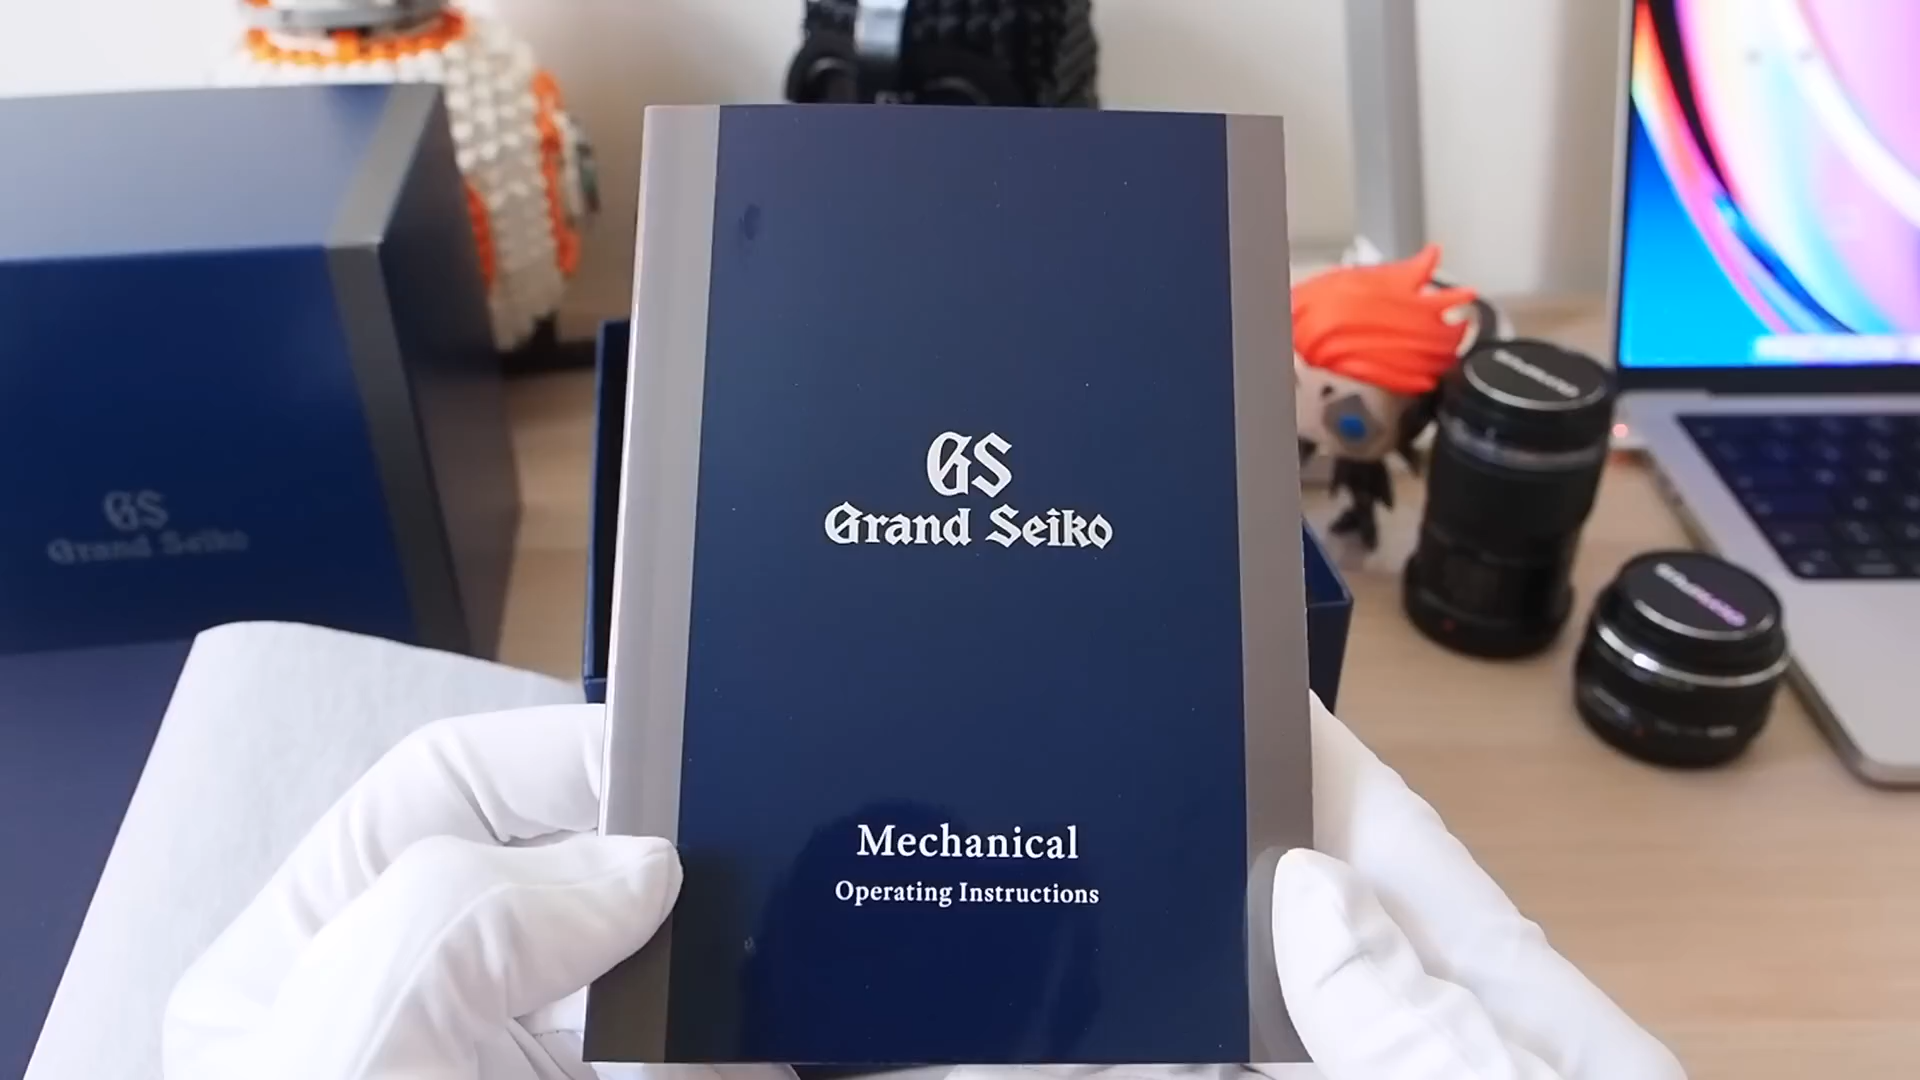 GS
Grand Seiko
Mechanical
Operating Instructions
GS
Grand Seiko